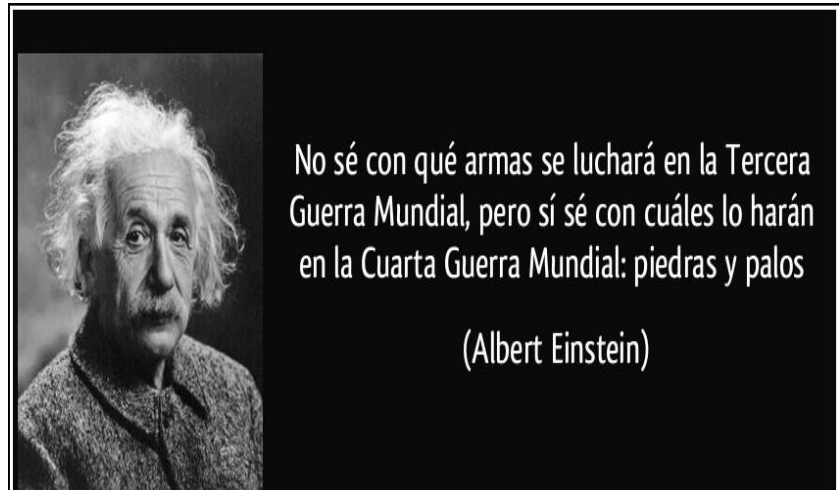 No sé con qué armas se luchará en la Tercera
Guerra Mundial, pero sí sé con cuáles lo harán
en la Cuarta Guerra Mundial: piedras y palos
(Albert Einstein)